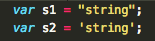 var s1 = "string";
var s2 = 'string';